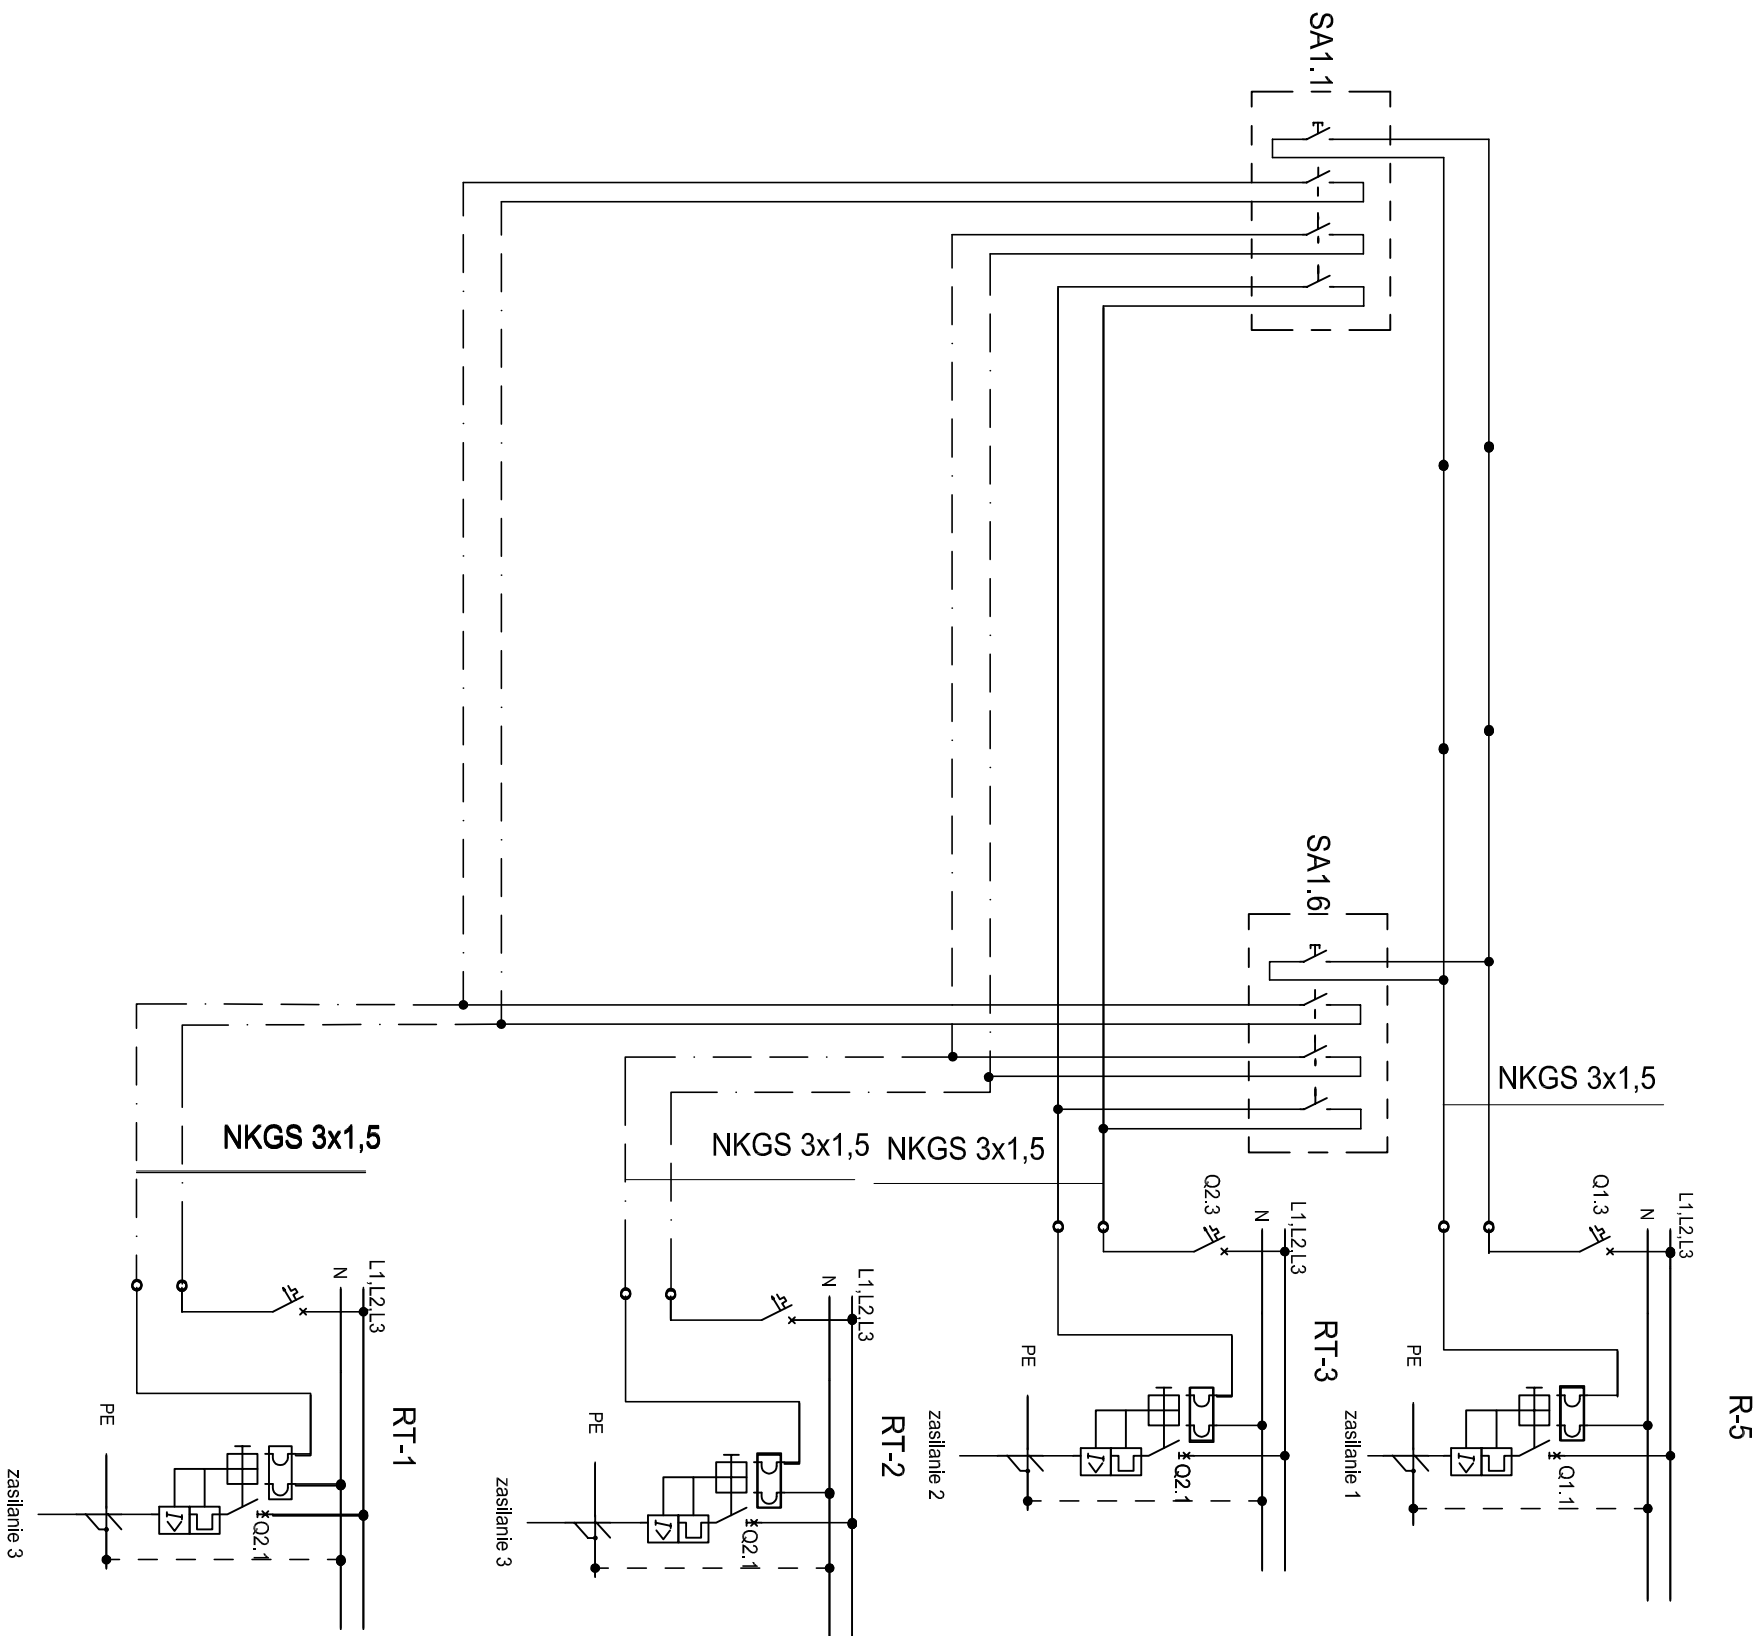 SA1.1
SA1.6
NKGS 3x1,5
NKGS 3x1,5
NKGS 3x1,5
NKGS 3x1,5
Q2.3
N
L1,L2,L3
Q1.3
N
L1,L2,L3
N
L1,L2,L3
N
L1,L2,L3
RT-3
PE
PE
R-5
PE
RT-1
PE
RT-2
zasilanie 2
zasilanie 1
Q2.1
Q1.1
Q2.1
Q2.1
zasilanie 3
zasilanie 3